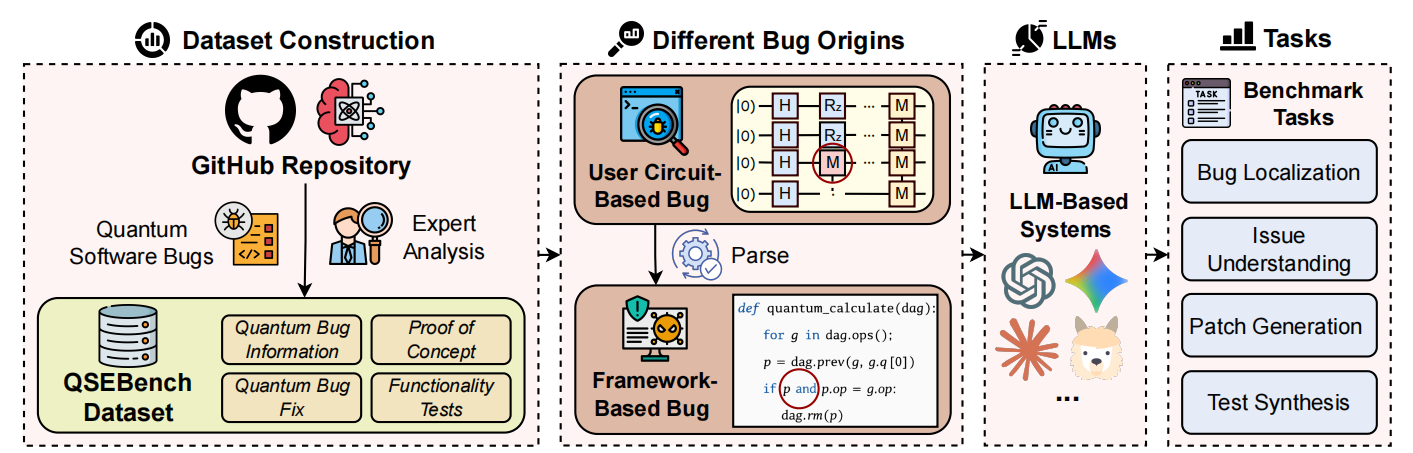 Dataset Construction
GitHub Repository
Quantum
Software Bugs
Expert
Analysis
QSEBench
Dataset
Quantum Bug
Information
Proof of
Concept
Quantum Bug
Fix
Functionality
Tests
Different Bug Origins
User Circuit-
Based Bug
|0⟩ H Rz ... M
|0⟩ H Rz ... M
|0⟩ H M ... M
|0⟩ H : M
Parse
Framework-
Based Bug
def quantum_calculate(dag):
for g in dag.ops():
p = dag.prev(g, g.q[0])
if p and p.op = g.op:
dag.rm(p)
LLMs
AI
LLM-Based
Systems
...
Tasks
TASK
Benchmark
Tasks
Bug Localization
Issue
Understanding
Patch Generation
Test Synthesis